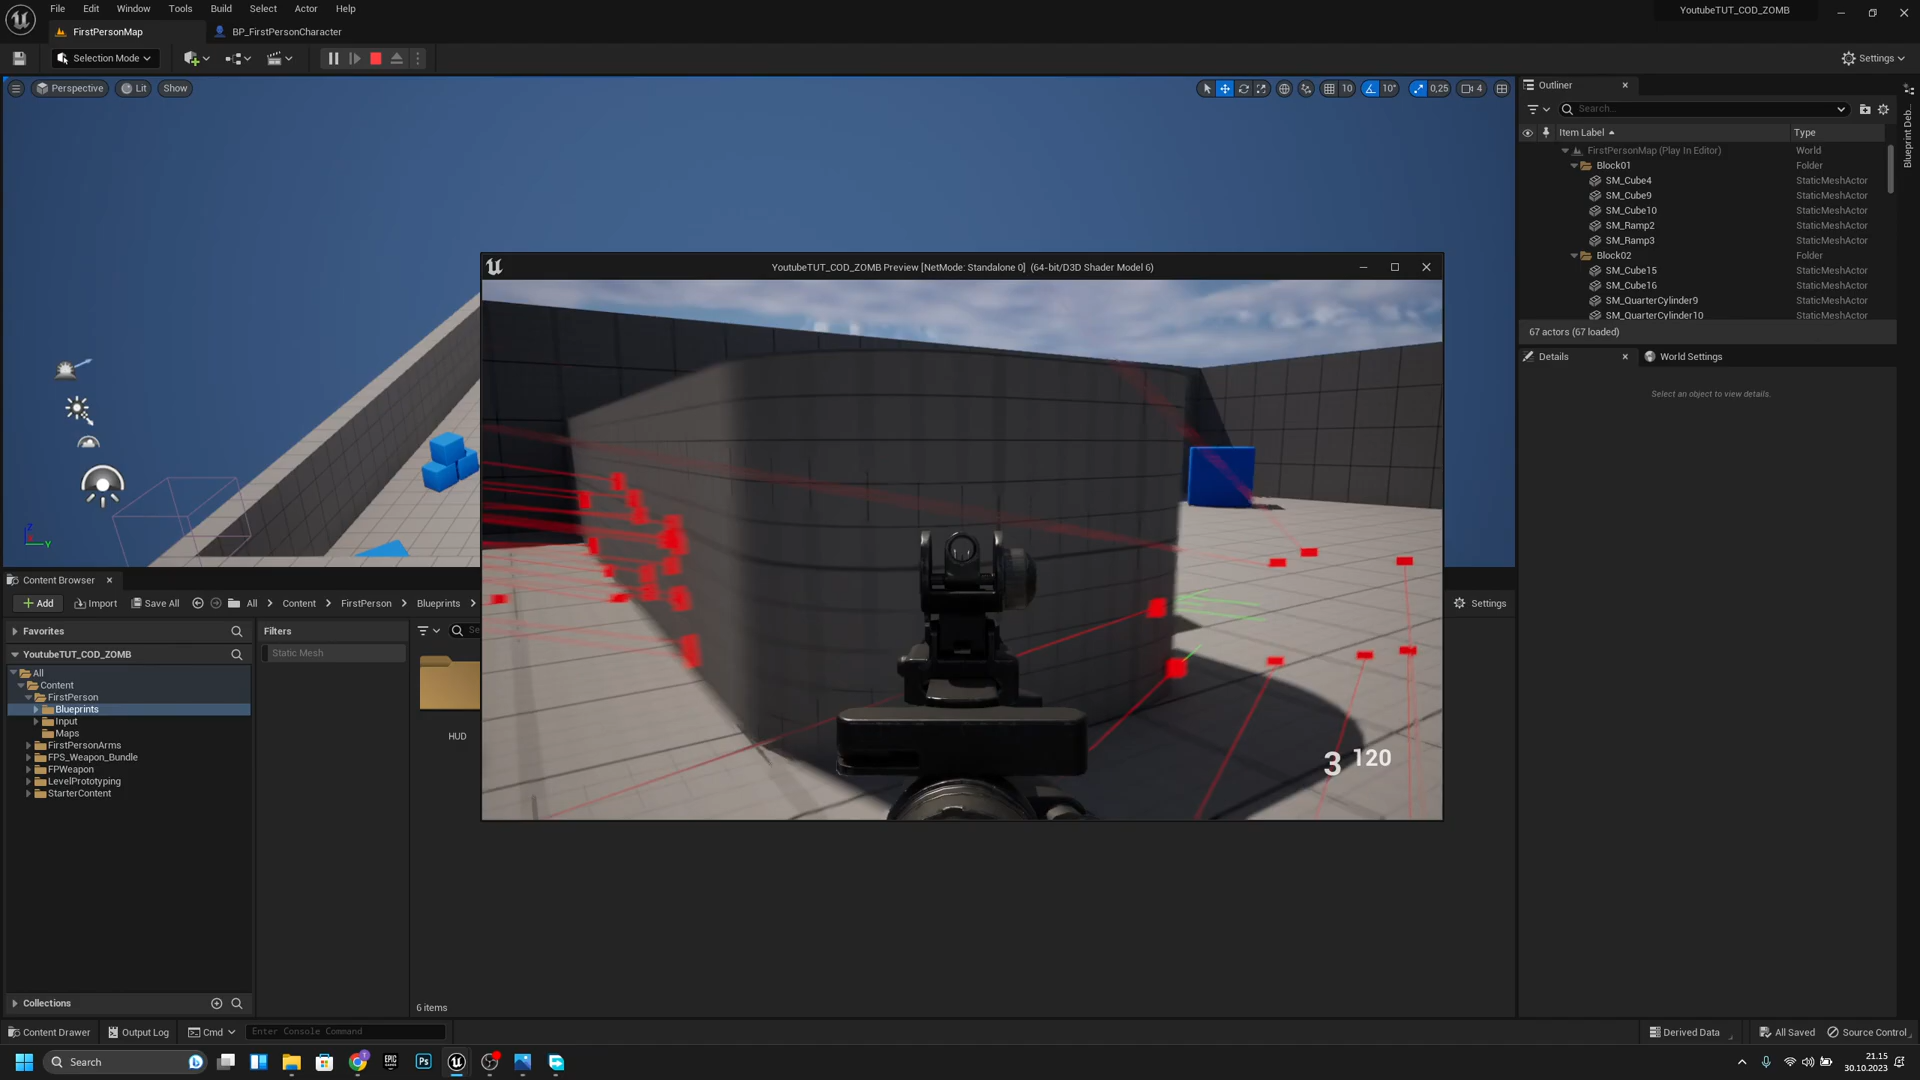 File Edit Window Tools Build Select Actor Help
YoutubeTUT_COD_ZOMB
FirstPersonMap
BP_FirstPersonCharacter
Selection Mode
Settings
Perspective
Lit
Show
10
10°
0,25
4
Outliner
Search...
Item Label
Type
FirstPersonMap (Play In Editor) World
Block01 Folder
SM_Cube4 StaticMeshActor
SM_Cube9 StaticMeshActor
SM_Cube10 StaticMeshActor
SM_Ramp2 StaticMeshActor
SM_Ramp3 StaticMeshActor
Block02 Folder
SM_Cube15 StaticMeshActor
SM_Cube16 StaticMeshActor
SM_QuarterCylinder9 StaticMeshActor
SM_QuarterCylinder10 StaticMeshActor
67 actors (67 loaded)
Details
World Settings
Select an object to view details.
Blueprint Deb...
YoutubeTUT_COD_ZOMB Preview [NetMode: Standalone 0] (64-bit/D3D Shader Model 6)
3 120
Z
Y
Content Browser
Add
Import
Save All
All
Content
FirstPerson
Blueprints
Settings
Favorites
Filters
Static Mesh
Se
YoutubeTUT_COD_ZOMB
All
Content
FirstPerson
Blueprints
Input
Maps
FirstPersonArms
FPS_Weapon_Bundle
FPWeapon
LevelPrototyping
StarterContent
HUD
Collections
6 items
Content Drawer
Output Log
Cmd
Enter Console Command
Derived Data
All Saved
Source Control
Search
EPIC
Ps
21.15
30.10.2023